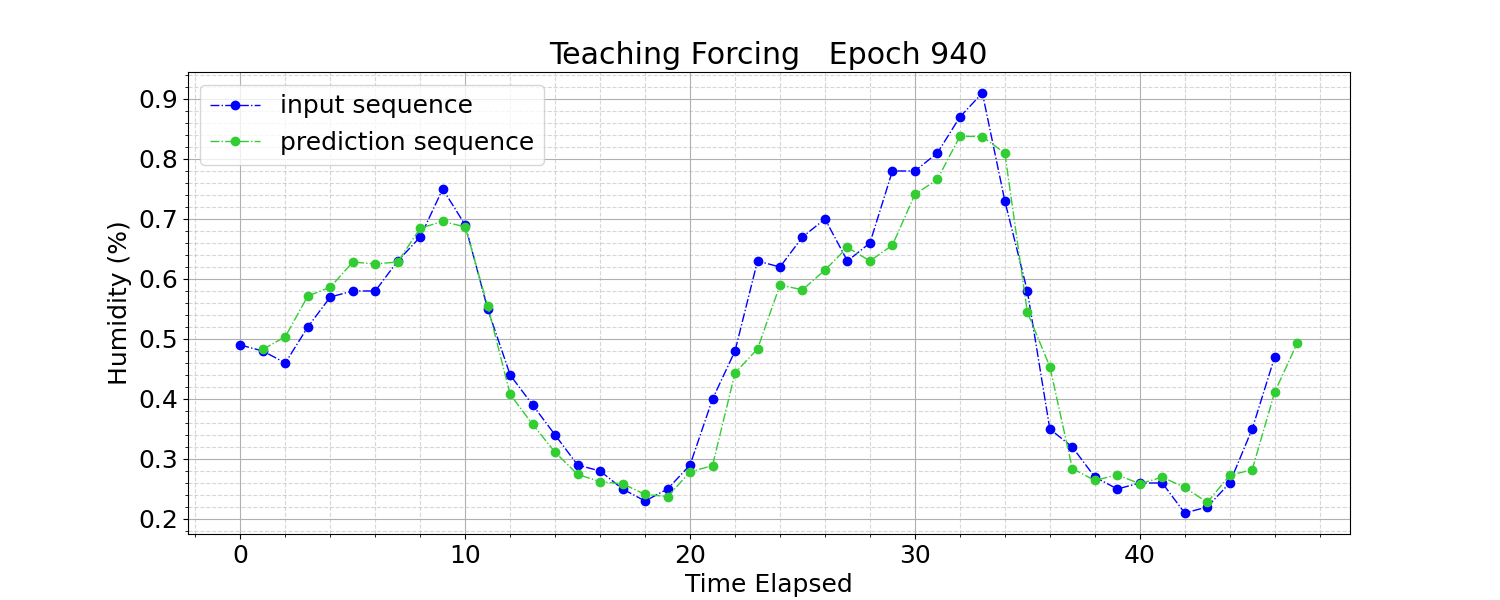 Teaching Forcing   Epoch 940
input sequence
prediction sequence
Humidity (%)
0.9
0.8
0.7
0.6
0.5
0.4
0.3
0.2
0 10 20 30 40
Time Elapsed